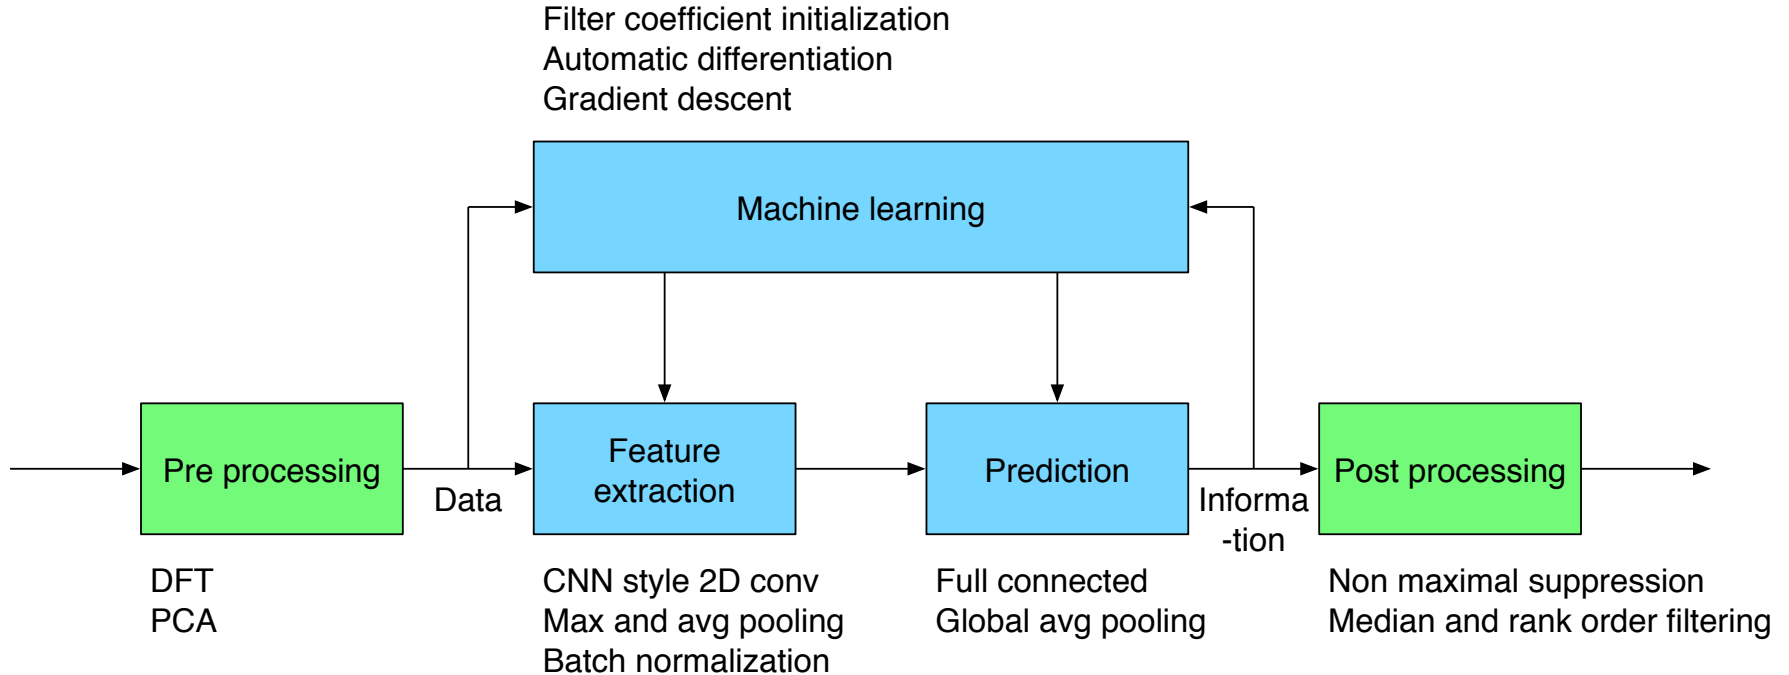 Filter coefficient initialization
Automatic differentiation
Gradient descent
Machine learning
Pre processing
Data
Feature
extraction
Prediction
Informa
-tion
Post processing
DFT
PCA
CNN style 2D conv
Max and avg pooling
Batch normalization
Full connected
Global avg pooling
Non maximal suppression
Median and rank order filtering